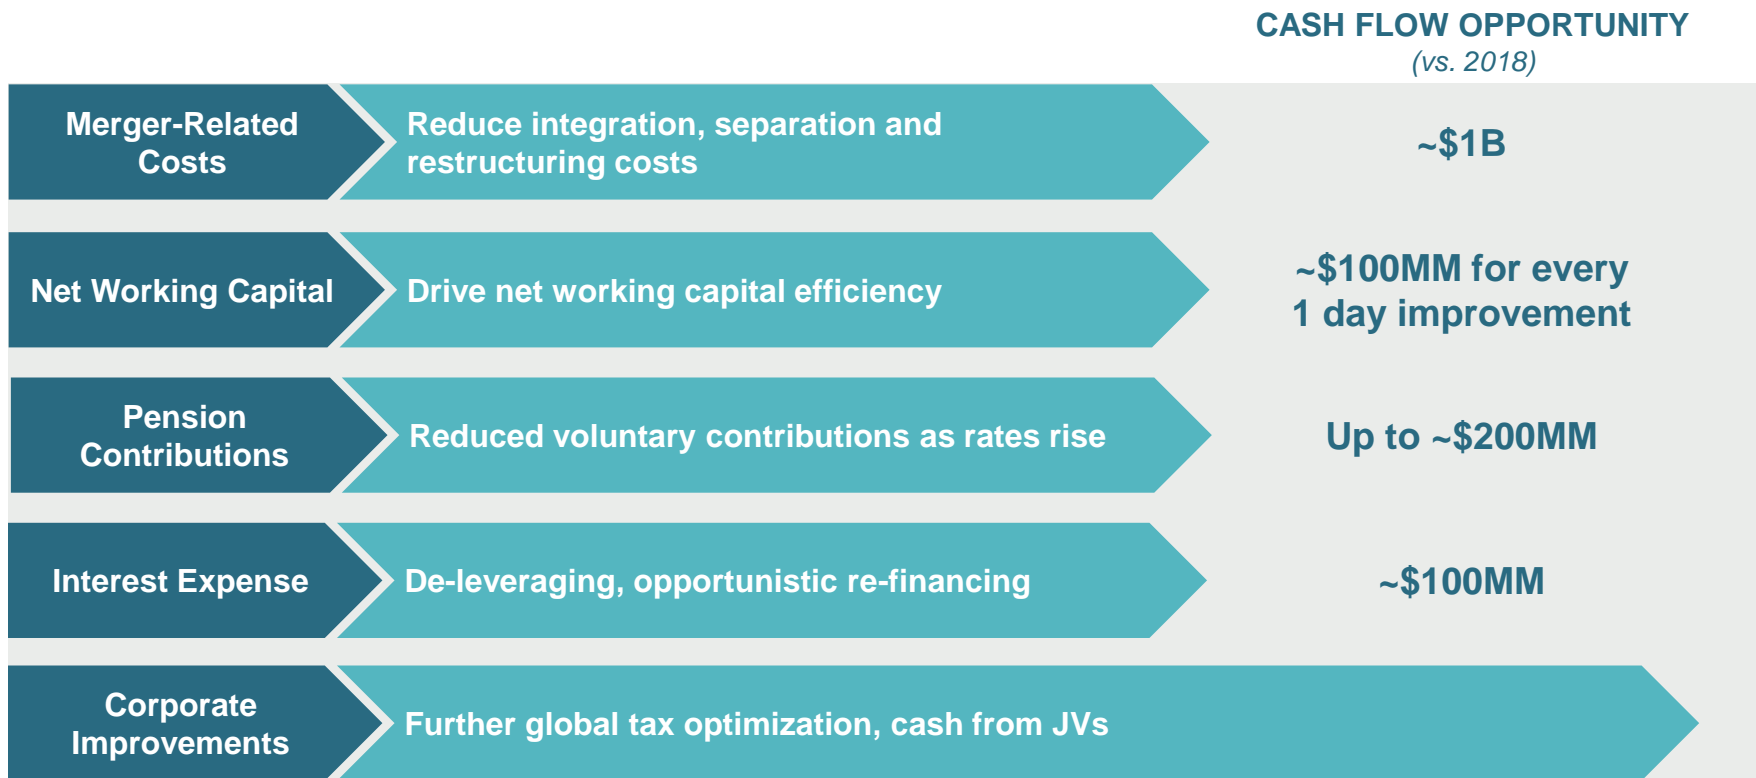 CASH FLOW OPPORTUNITY
(vs. 2018)
Merger-Related
Costs
Reduce integration, separation and
restructuring costs
~$1B
Net Working Capital
Drive net working capital efficiency
~$100MM for every
1 day improvement
Pension
Contributions
Reduced voluntary contributions as rates rise
Up to ~$200MM
Interest Expense
De-leveraging, opportunistic re-financing
~$100MM
Corporate
Improvements
Further global tax optimization, cash from JVs